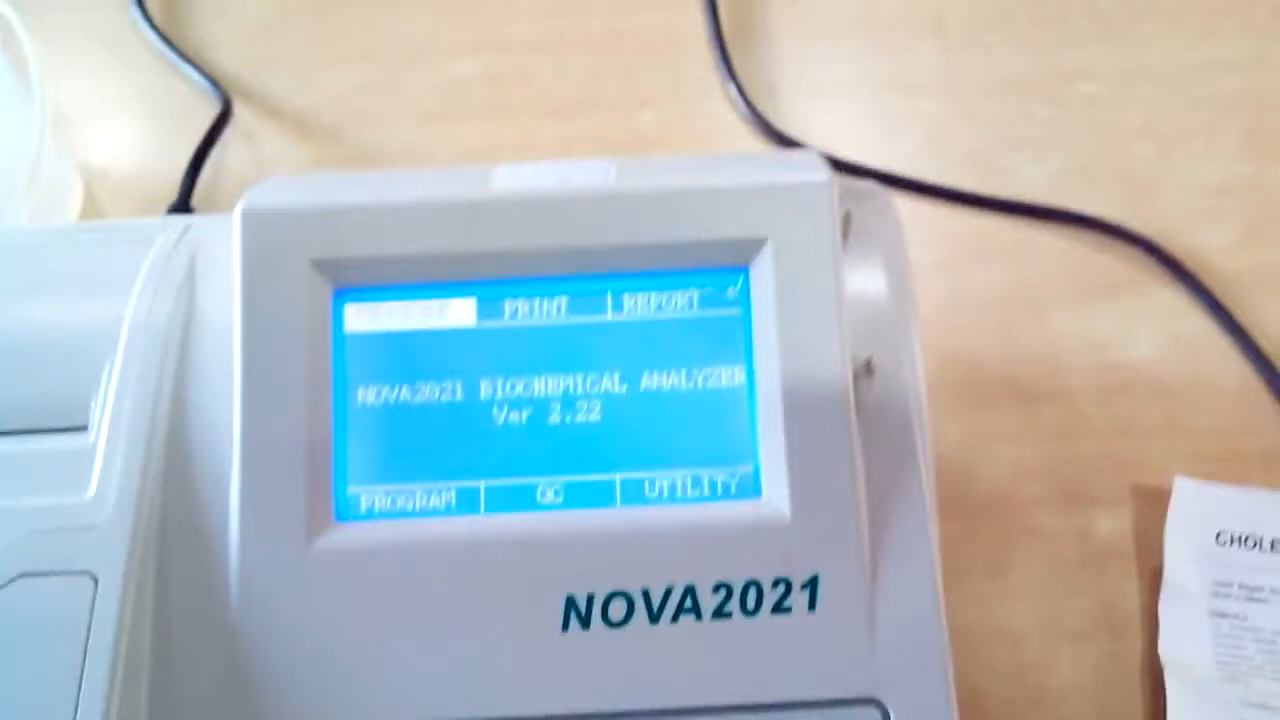 PRINT
REPORT
NOVA2021 BIOCHEMICAL ANALYZER
Ver 2.22
PROGRAM
QC
UTILITY
NOVA2021
CHOLE